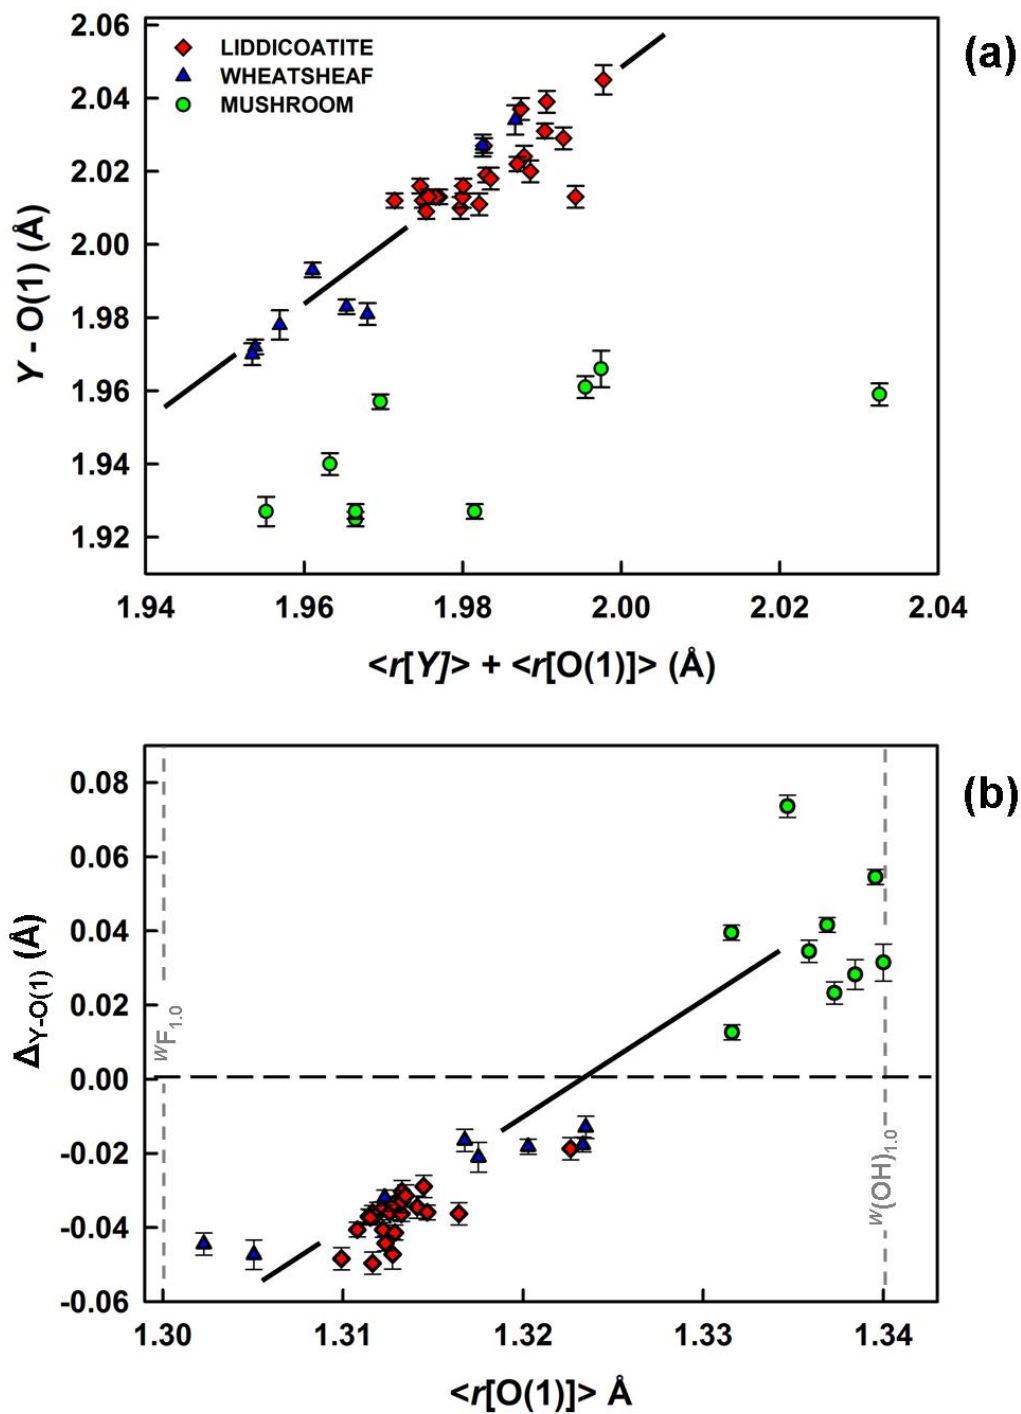 (a)
2.06
2.04
2.02
2.00
1.98
1.96
1.94
1.92
Y - O(1) (Å)
LIDDICOATITE
WHEATSHEAF
MUSHROOM
1.94 1.96 1.98 2.00 2.02 2.04
<r[Y]> + <r[O(1)]> (Å)
(b)
0.08
0.06
0.04
0.02
0.00
-0.02
-0.04
-0.06
ΔY-O(1) (Å)
WF1.0
W(OH)1.0
1.30 1.31 1.32 1.33 1.34
<r[O(1)]> Å